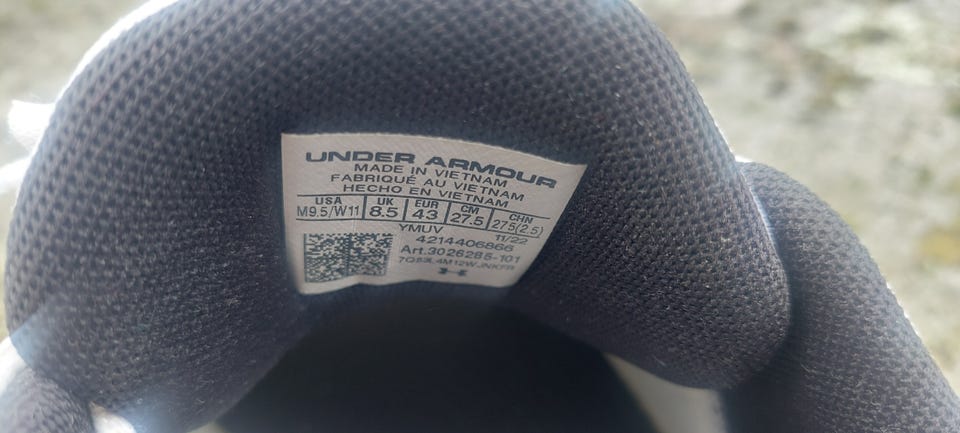 UNDER ARMOUR
MADE IN VIETNAM
FABRIQUÉ AU VIETNAM
HECHO EN VIETNAM
USA UK EUR CM CHN
M9.5/W11 8.5 43 27.5 275(2.5)
YMUV 11/22
4214406866
Art.3026285-101